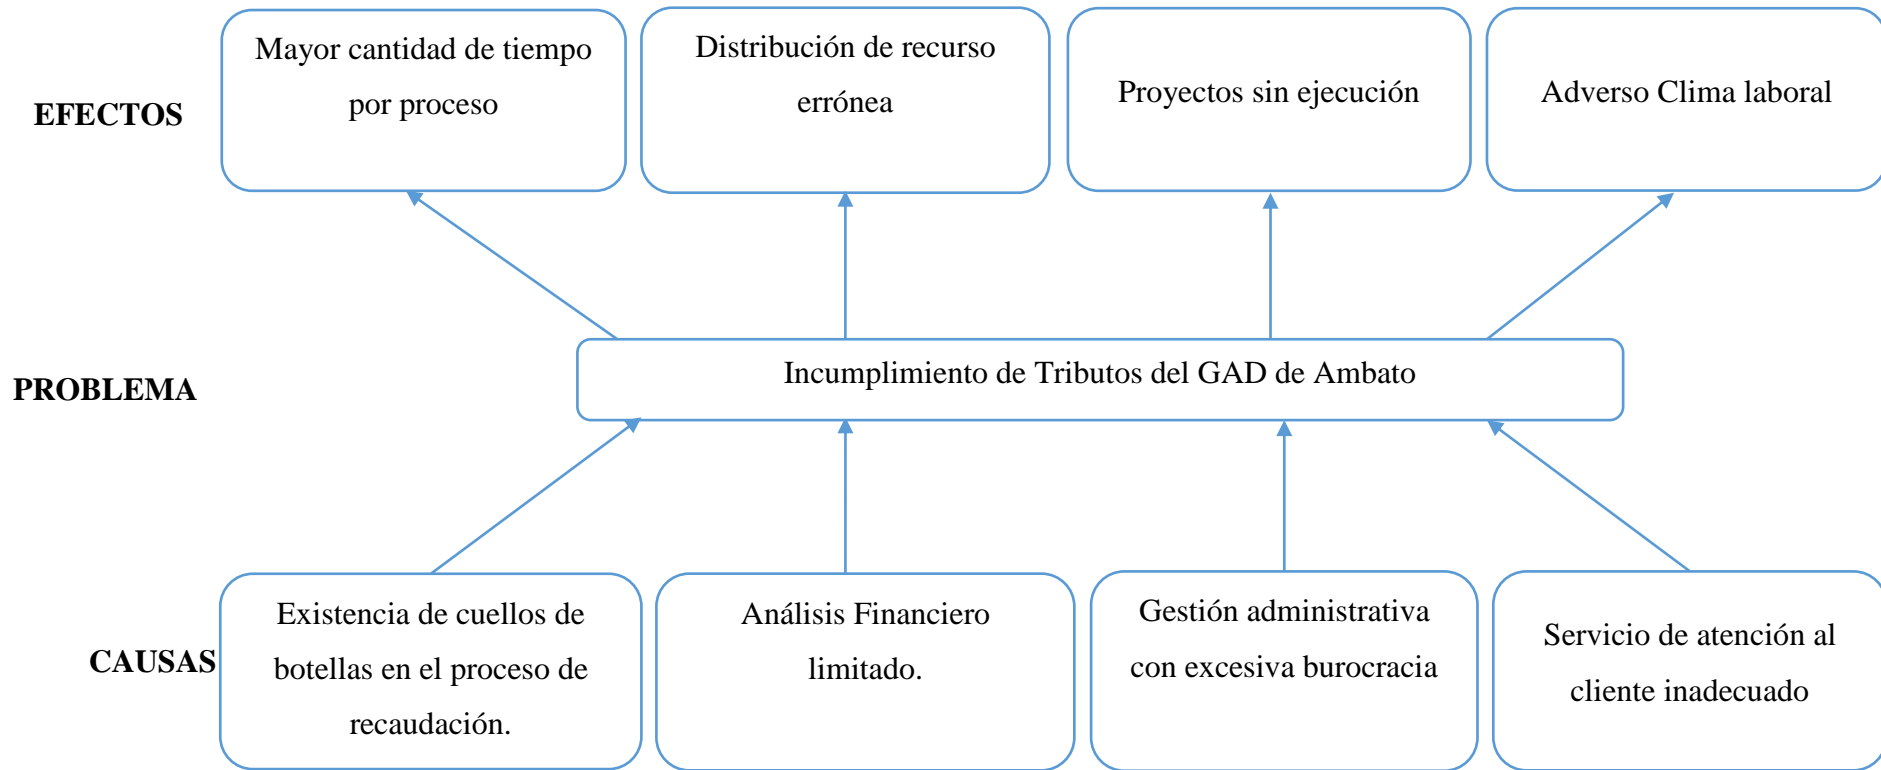 EFECTOS
Mayor cantidad de tiempo
por proceso
Distribución de recurso
errónea
Proyectos sin ejecución
Adverso Clima laboral
PROBLEMA
Incumplimiento de Tributos del GAD de Ambato
CAUSAS
Existencia de cuellos de
botellas en el proceso de
recaudación.
Análisis Financiero
limitado.
Gestión administrativa
con excesiva burocracia
Servicio de atención al
cliente inadecuado